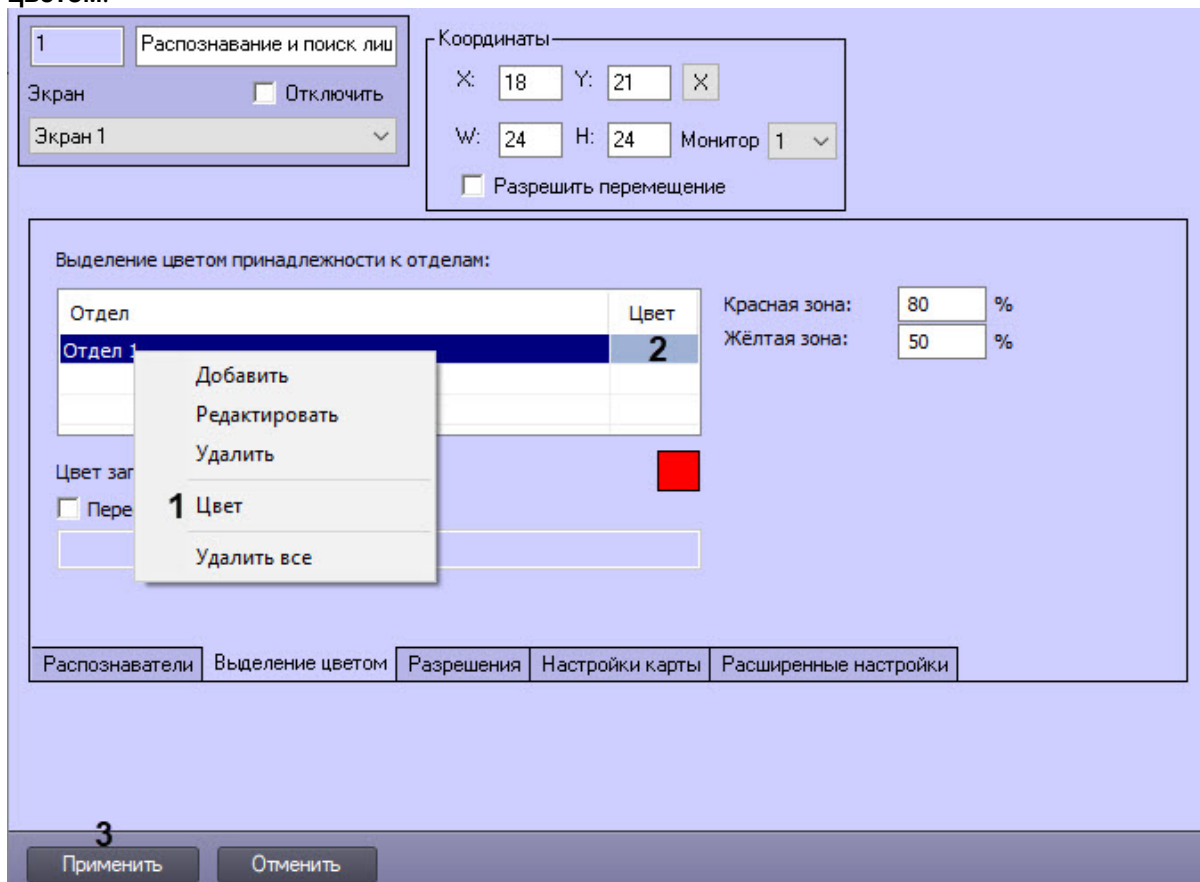 1 Распознавание и поиск лиц
Экран Отключить
Экран 1
Координаты
X: 18 Y: 21 X
W: 24 H: 24 Монитор 1
Разрешить перемещение
Выделение цветом принадлежности к отделам:
Отдел Цвет
Отдел 1 2
Красная зона: 80 %
Жёлтая зона: 50 %
Добавить
Редактировать
Удалить
Цвет заг
Пере 1 Цвет
Удалить все
Распознаватели Выделение цветом Разрешения Настройки карты Расширенные настройки
3
Применить Отменить